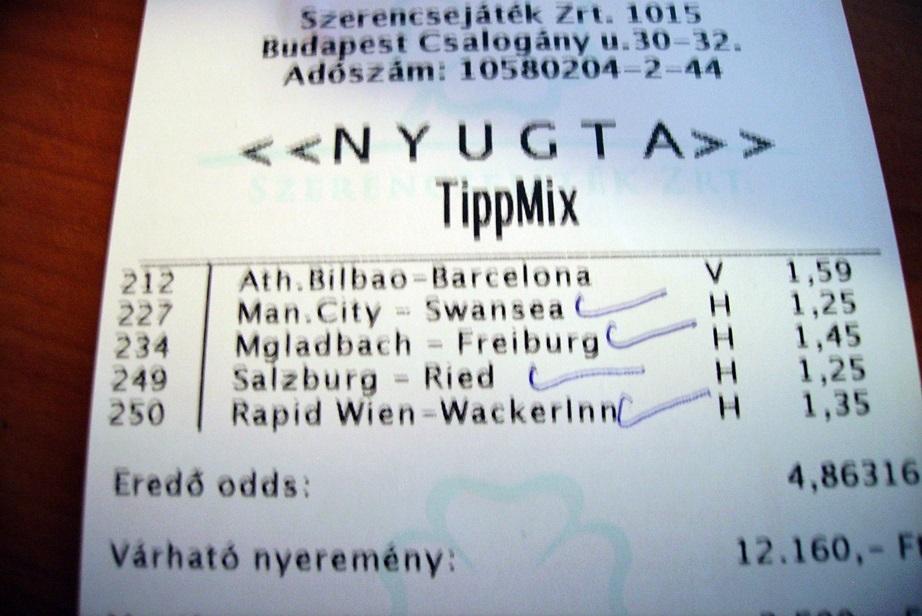 Szerencsejáték Zrt. 1015
Budapest Csalogány u.30-32.
Adószám: 10580204-2-44
<<NYUGTA>>
SZERENCSEJÁTÉK ZRT.
TippMix
212 Ath.Bilbao-Barcelona V 1,59
227 Man.City - Swansea H 1,25
234 Mgladbach - Freiburg H 1,45
249 Salzburg - Ried H 1,25
250 Rapid Wien-WackerInn H 1,35
Eredő odds: 4,86316
Várható nyeremény: 12.160,- Ft